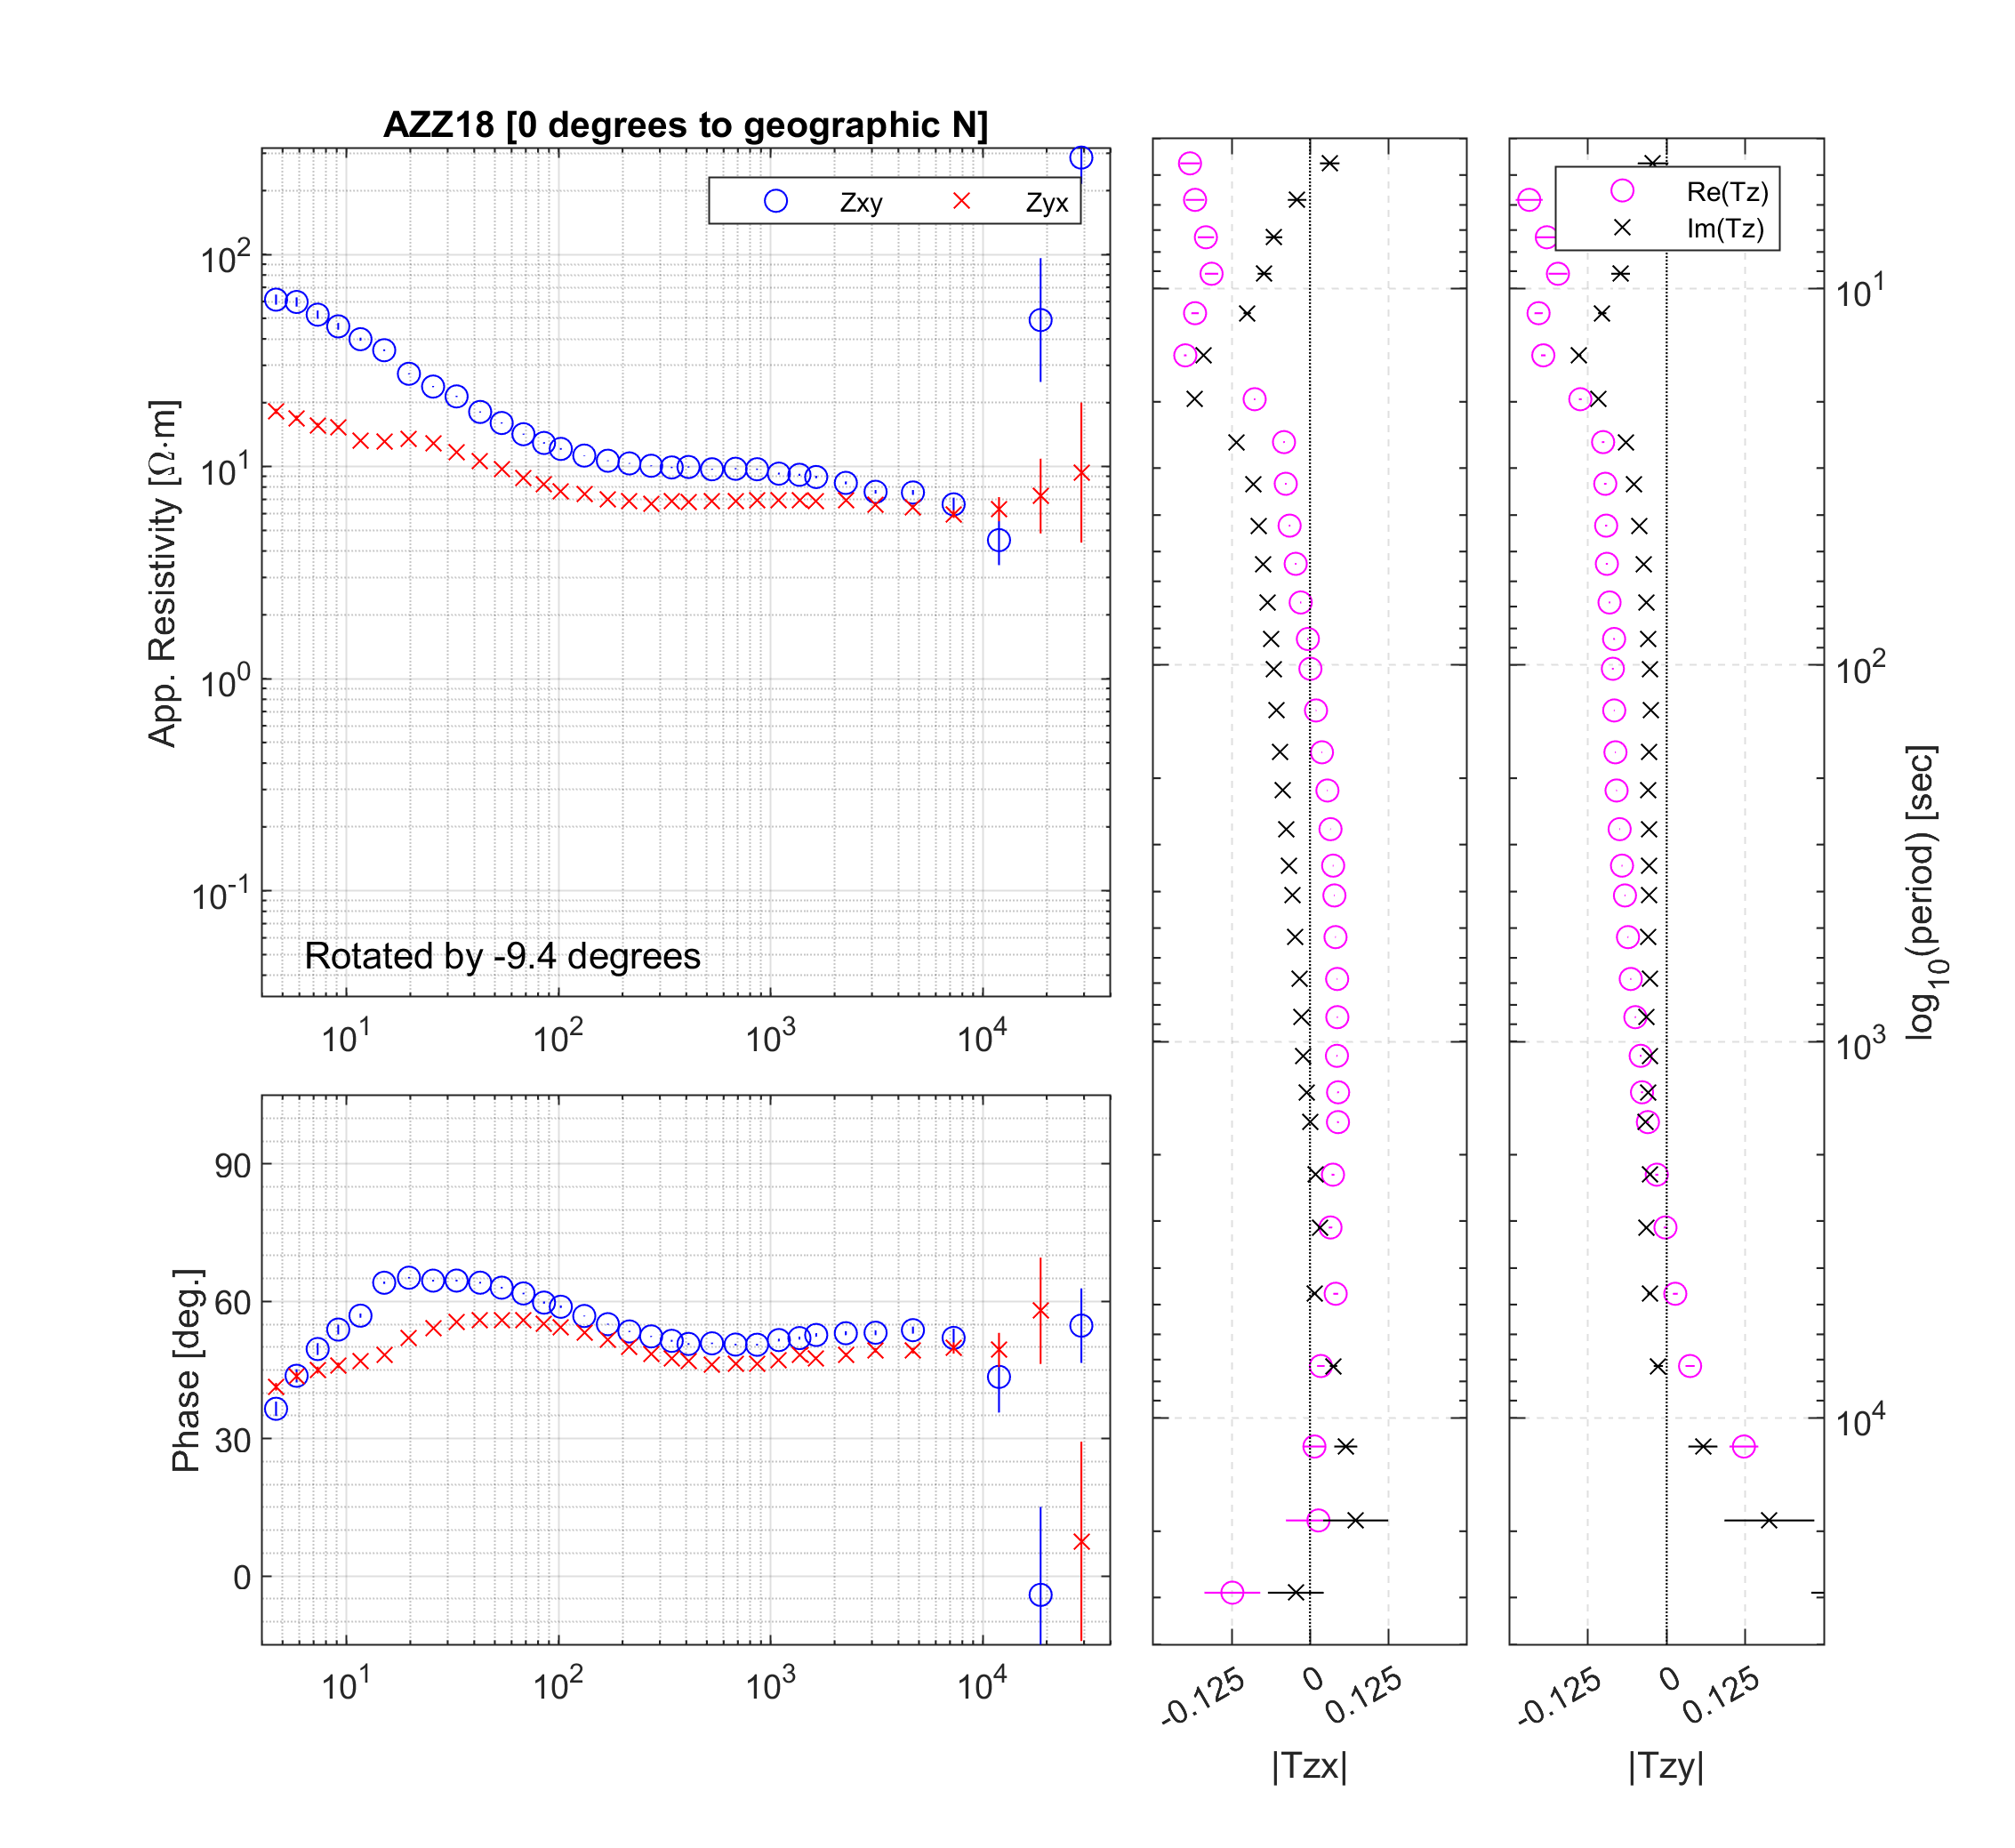 AZZ18 [0 degrees to geographic N]
Zxy Zyx
App. Resistivity [Ω·m]
10² 10¹ 10⁰ 10⁻¹
Rotated by -9.4 degrees
10¹ 10² 10³ 10⁴
Phase [deg.]
90 60 30 0
10¹ 10² 10³ 10⁴
-0.125 0 0.125
|Tzx|
Re(Tz)
Im(Tz)
10¹ 10² 10³ 10⁴
log₁₀(period) [sec]
-0.125 0 0.125
|Tzy|